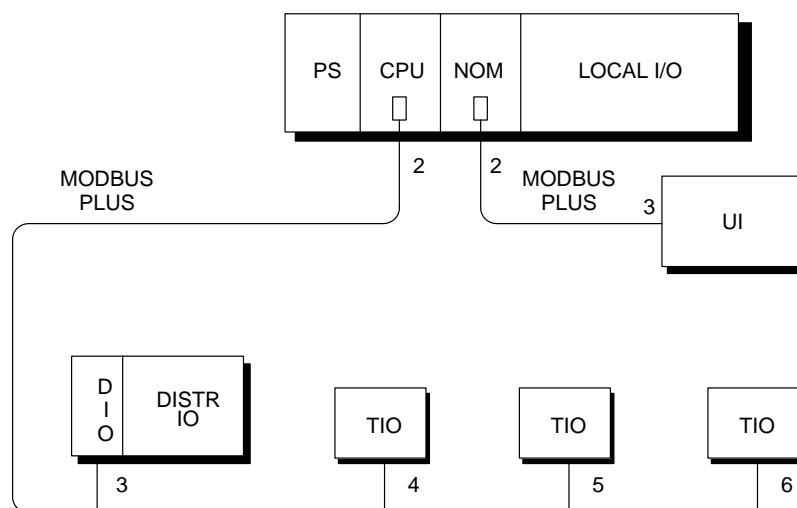 PS
CPU
NOM
LOCAL I/O
2
2
MODBUS
PLUS
MODBUS
PLUS
3
UI
D
I
O
DISTR
IO
TIO
TIO
TIO
3
4
5
6